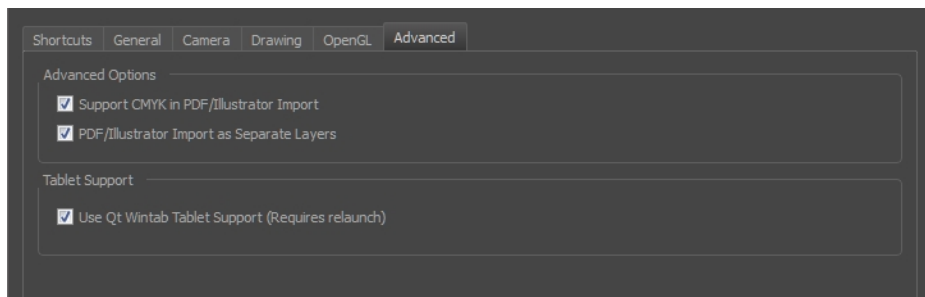 Shortcuts General Camera Drawing OpenGL Advanced
Advanced Options
Support CMYK in PDF/Illustrator Import
PDF/Illustrator Import as Separate Layers
Tablet Support
Use Qt Wintab Tablet Support (Requires relaunch)